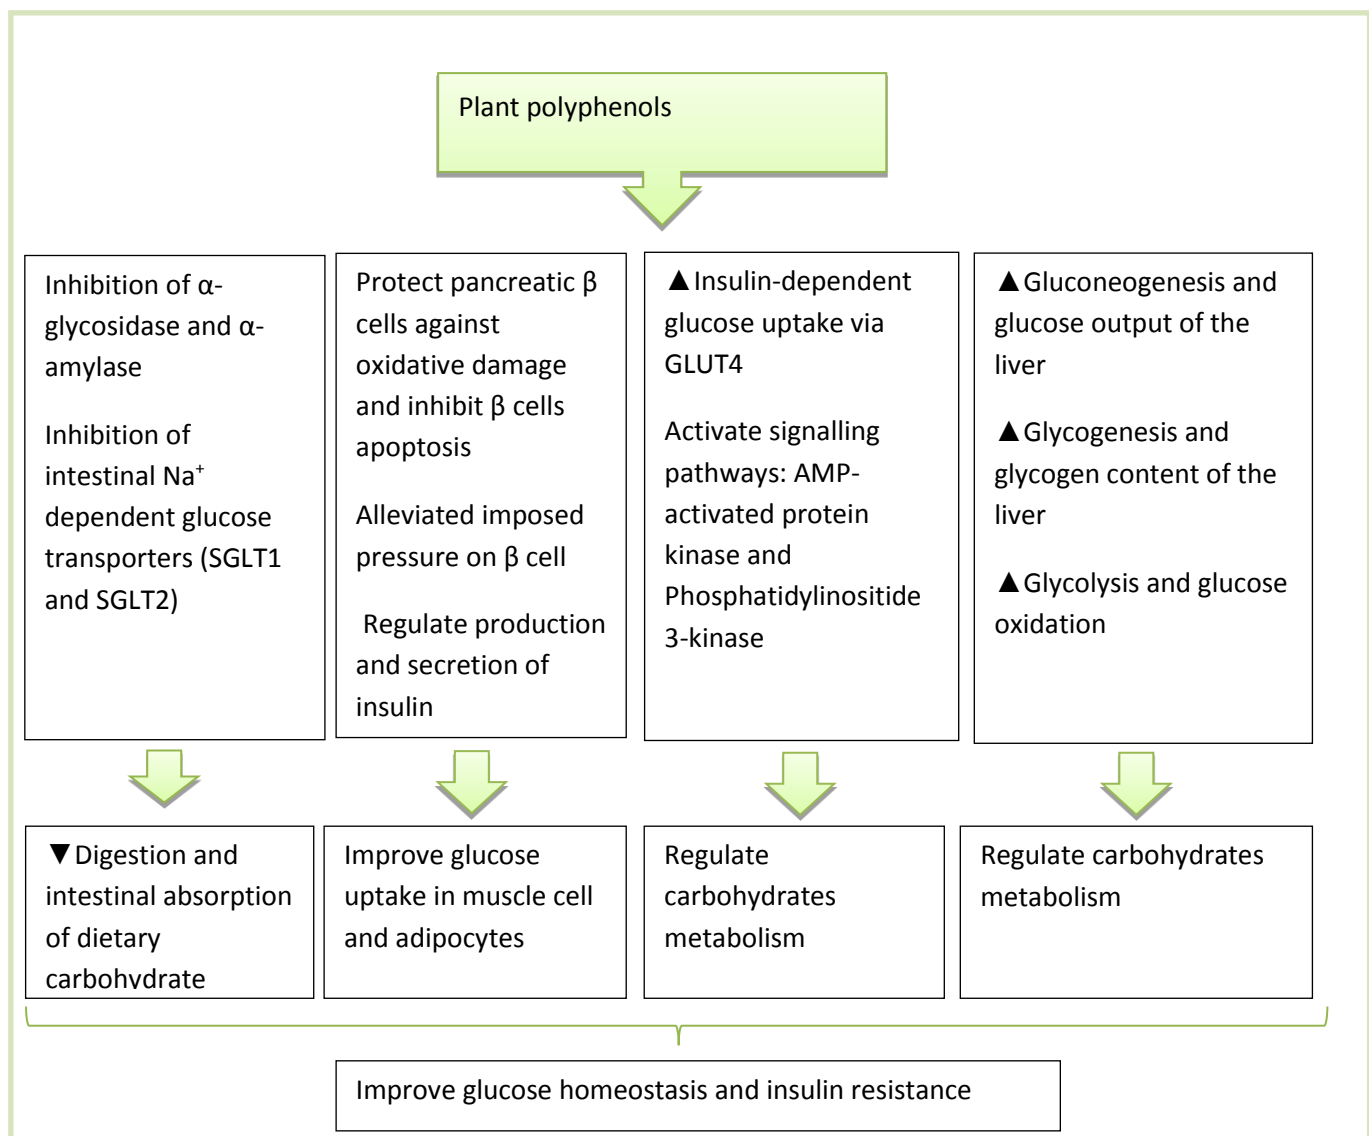 Plant polyphenols
Inhibition of α-
glycosidase and α-
amylase
Inhibition of
intestinal Na⁺
dependent glucose
transporters (SGLT1
and SGLT2)
Protect pancreatic β
cells against
oxidative damage
and inhibit β cells
apoptosis
Alleviated imposed
pressure on β cell
Regulate production
and secretion of
insulin
▲Insulin-dependent
glucose uptake via
GLUT4
Activate signalling
pathways: AMP-
activated protein
kinase and
Phosphatidylinositide
3-kinase
▲Gluconeogenesis and
glucose output of the
liver
▲Glycogenesis and
glycogen content of the
liver
▲Glycolysis and glucose
oxidation
▼Digestion and
intestinal absorption
of dietary
carbohydrate
Improve glucose
uptake in muscle cell
and adipocytes
Regulate
carbohydrates
metabolism
Regulate carbohydrates
metabolism
Improve glucose homeostasis and insulin resistance